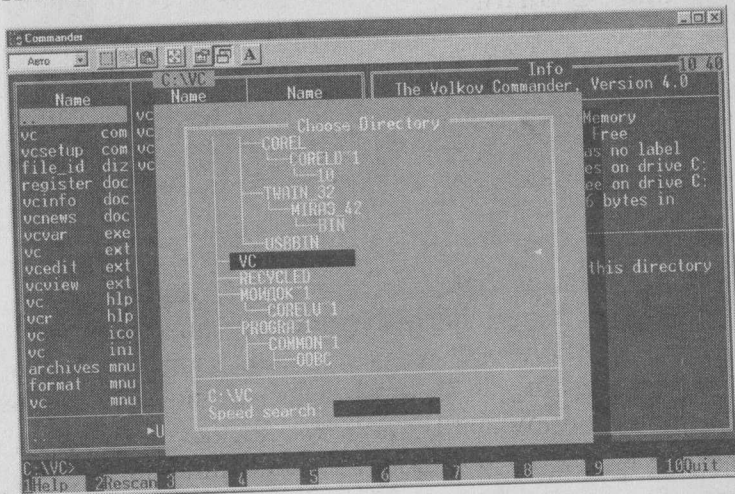 Commander
Авто
A
C:\VC
Info
10 40
Name
Name
Name
The Volkov Commander, Version 4.0
..
vc
vc com
vc
Memory
vcsetup com
vc
Free
file_id diz
vc
as no label
register doc
es on drive C:
vcinfo doc
ee on drive C:
vcnews doc
bytes in
vcvar exe
vc ext
vcedit ext
this directory
vcview ext
vc hlp
vcr hlp
vc ico
vc ini
archives mnu
format mnu
vc mnu
..
►U
Choose Directory
COREL
CORELD~1
10
TWAIN_32
MIRA3_42
BIN
USBBIN
VC
RECYCLED
МОИДОК~1
CORELU~1
PROGRA~1
COMMON~1
ODBC
C:\VC
Speed search:
C:\VC>
1Help 2Rescan 3 4 5 6 7 8 9 10Quit